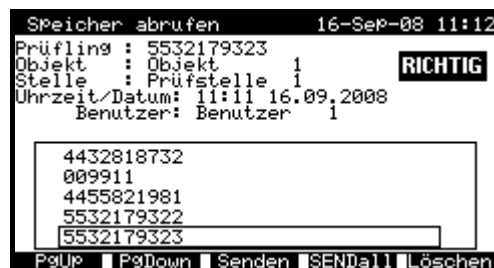 Speicher abrufen 16-Sep-08 11:12
Prüfling : 5532179323
Objekt : Objekt 1
RICHTIG
Stelle : Prüfstelle 1
Uhrzeit/Datum: 11:11 16.09.2008
Benutzer: Benutzer 1
4432818732
009911
4455821981
5532179322
5532179323
PgUp PgDown Senden SENDall Löschen